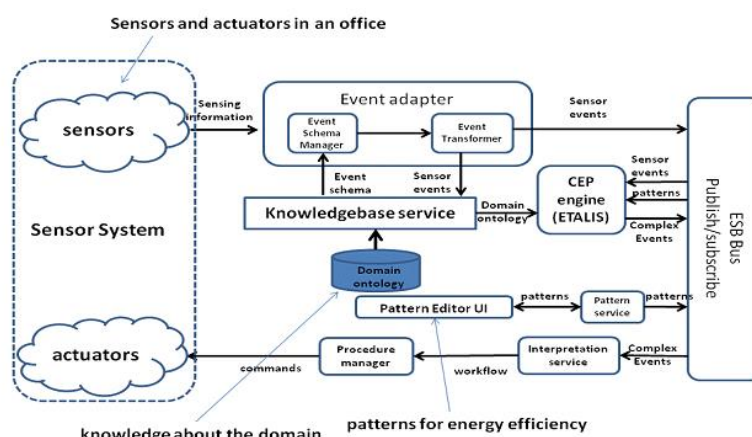 Sensors and actuators in an office
Sensor System
sensors
actuators
Sensing
information
Event adapter
Event
Schema
Manager
Event
Transformer
Sensor
events
Event
schema
Sensor
events
Knowledgebase service
Domain
ontology
CEP
engine
(ETALIS)
Sensor
events
patterns
Complex
Events
ESB Bus
Publish/subscribe
Domain
ontology
Pattern Editor UI
patterns
Pattern
service
patterns
commands
Procedure
manager
workflow
Interpretation
service
Complex
Events
knowledge about the domain
patterns for energy efficiency